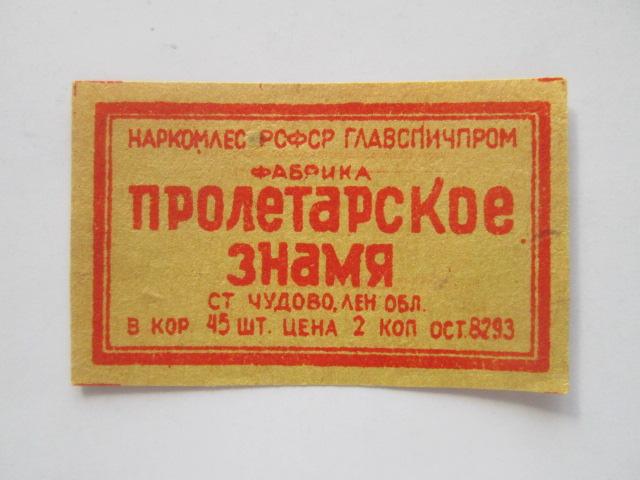 НАРКОМЛЕС РСФСР ГЛАВСПИЧПРОМ
ФАБРИКА
ПРОЛЕТАРСКОЕ
ЗНАМЯ
СТ ЧУДОВО, ЛЕН ОБЛ.
В КОР 45 ШТ. ЦЕНА 2 КОП ОСТ. 8293